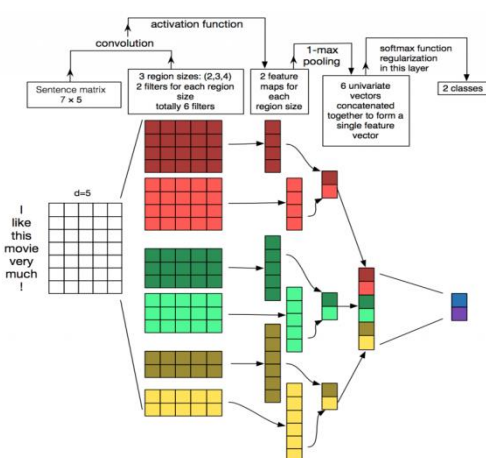 activation function
convolution
1-max
pooling
softmax function
regularization
in this layer
Sentence matrix
7 × 5
3 region sizes: (2,3,4)
2 filters for each region
size
totally 6 filters
2 feature
maps for
each
region size
6 univariate
vectors
concatenated
together to form a
single feature
vector
2 classes
d=5
I
like
this
movie
very
much
!